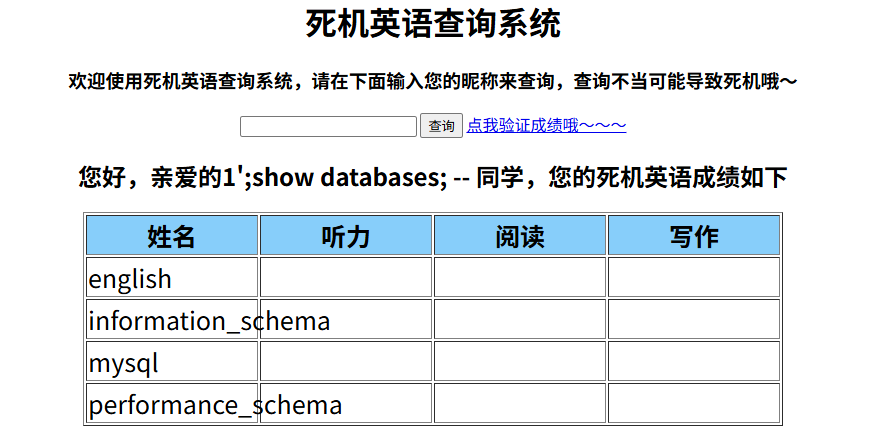 死机英语查询系统
欢迎使用死机英语查询系统，请在下面输入您的昵称来查询，查询不当可能导致死机哦～
查询 点我验证成绩哦～～～
您好，亲爱的1';show databases; -- 同学，您的死机英语成绩如下
姓名 听力 阅读 写作
english
information_schema
mysql
performance_schema